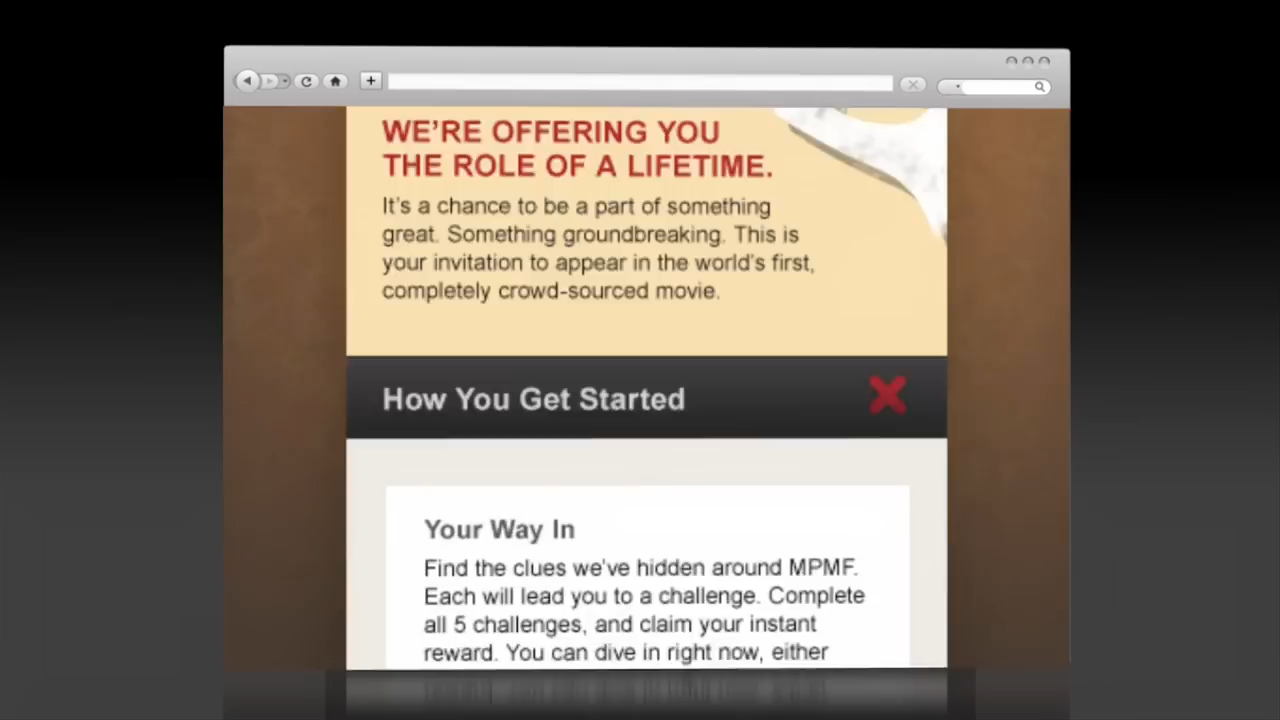 WE'RE OFFERING YOU
THE ROLE OF A LIFETIME.
It's a chance to be a part of something
great. Something groundbreaking. This is
your invitation to appear in the world's first,
completely crowd-sourced movie.
How You Get Started
Your Way In
Find the clues we've hidden around MPMF.
Each will lead you to a challenge. Complete
all 5 challenges, and claim your instant
reward. You can dive in right now, either